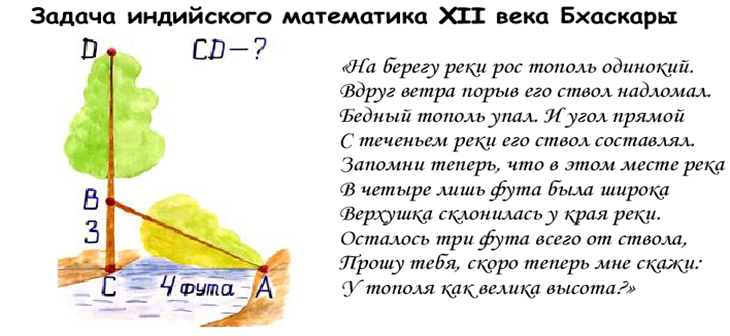 Задача индийского математика XII века Бхаскары
D
CD-?
B
3
C
4 фута
A
«На берегу реки рос тополь одинокий.
Вдруг ветра порыв его ствол надломал.
Бедный тополь упал. И угол прямой
С теченьем реки его ствол составлял.
Запомни теперь, что в этом месте река
В четыре лишь фута была широка
Верхушка склонилась у края реки.
Осталось три фута всего от ствола,
Прошу тебя, скоро теперь мне скажи:
У тополя как велика высота?»